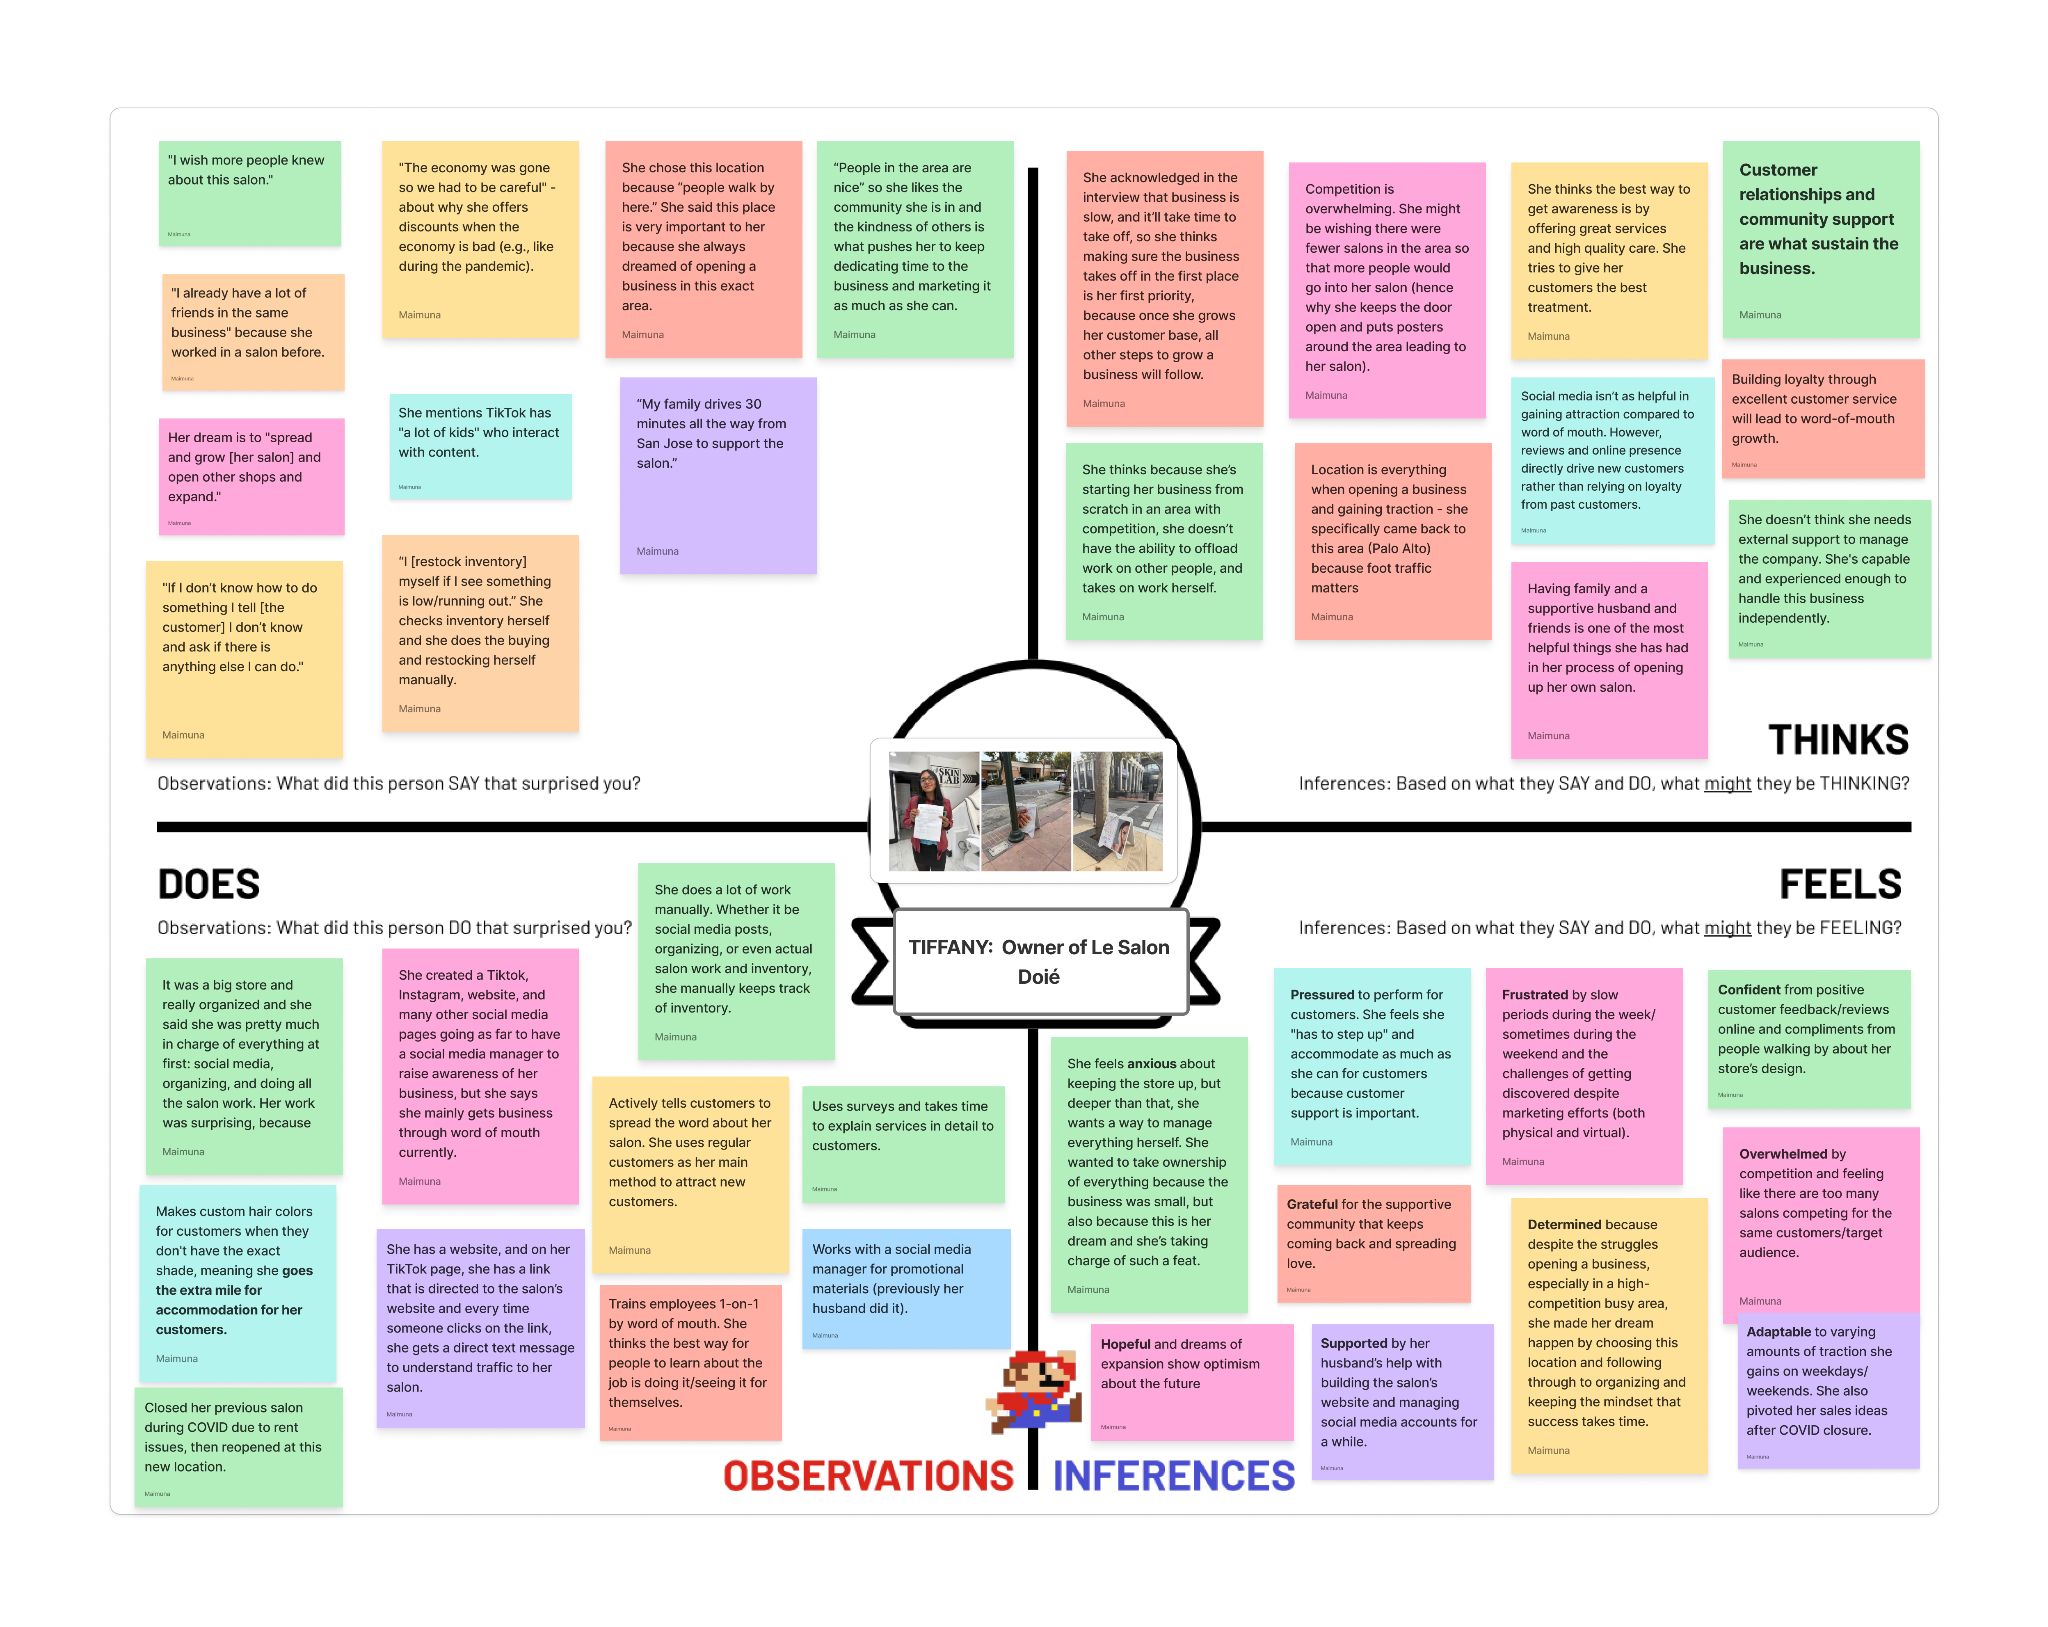 "I wish more people knew
about this salon."
Maimuna
"I already have a lot of
friends in the same
business" because she
worked in a salon before.
Maimuna
Her dream is to "spread
and grow [her salon] and
open other shops and
expand."
Maimuna
"If I don't know how to do
something I tell [the
customer] I don't know
and ask if there is
anything else I can do."
Maimuna
"The economy was gone
so we had to be careful" -
about why she offers
discounts when the
economy is bad (e.g., like
during the pandemic).
Maimuna
She mentions TikTok has
"a lot of kids" who interact
with content.
Maimuna
“I [restock inventory]
myself if I see something
is low/running out.” She
checks inventory herself
and she does the buying
and restocking herself
manually.
Maimuna
She chose this location
because “people walk by
here.” She said this place
is very important to her
because she always
dreamed of opening a
business in this exact
area.
Maimuna
“My family drives 30
minutes all the way from
San Jose to support the
salon.”
Maimuna
“People in the area are
nice” so she likes the
community she is in and
the kindness of others is
what pushes her to keep
dedicating time to the
business and marketing it
as much as she can.
Maimuna
Observations: What did this person SAY that surprised you?
She acknowledged in the
interview that business is
slow, and it’ll take time to
take off, so she thinks
making sure the business
takes off in the first place
is her first priority,
because once she grows
her customer base, all
other steps to grow a
business will follow.
Maimuna
She thinks because she’s
starting her business from
scratch in an area with
competition, she doesn’t
have the ability to offload
work on other people, and
takes on work herself.
Maimuna
Competition is
overwhelming. She might
be wishing there were
fewer salons in the area so
that more people would
go into her salon (hence
why she keeps the door
open and puts posters
around the area leading to
her salon).
Maimuna
Location is everything
when opening a business
and gaining traction - she
specifically came back to
this area (Palo Alto)
because foot traffic
matters
Maimuna
She thinks the best way to
get awareness is by
offering great services
and high quality care. She
tries to give her
customers the best
treatment.
Maimuna
Social media isn’t as helpful in
gaining attraction compared to
word of mouth. However,
reviews and online presence
directly drive new customers
rather than relying on loyalty
from past customers.
Maimuna
Having family and a
supportive husband and
friends is one of the most
helpful things she has had
in her process of opening
up her own salon.
Maimuna
Customer
relationships and
community support
are what sustain the
business.
Maimuna
Building loyalty through
excellent customer service
will lead to word-of-mouth
growth.
Maimuna
She doesn’t think she needs
external support to manage
the company. She's capable
and experienced enough to
handle this business
independently.
Maimuna
THINKS
Inferences: Based on what they SAY and DO, what might they be THINKING?
SKIN
LAB
TIFFANY: Owner of Le Salon
Doié
DOES
Observations: What did this person DO that surprised you?
It was a big store and
really organized and she
said she was pretty much
in charge of everything at
first: social media,
organizing, and doing all
the salon work. Her work
was surprising, because
Maimuna
Makes custom hair colors
for customers when they
don't have the exact
shade, meaning she goes
the extra mile for
accommodation for her
customers.
Maimuna
Closed her previous salon
during COVID due to rent
issues, then reopened at this
new location.
Maimuna
She created a Tiktok,
Instagram, website, and
many other social media
pages going as far to have
a social media manager to
raise awareness of her
business, but she says
she mainly gets business
through word of mouth
currently.
Maimuna
She has a website, and on her
TikTok page, she has a link
that is directed to the salon’s
website and every time
someone clicks on the link,
she gets a direct text message
to understand traffic to her
salon.
Maimuna
She does a lot of work
manually. Whether it be
social media posts,
organizing, or even actual
salon work and inventory,
she manually keeps track
of inventory.
Maimuna
Actively tells customers to
spread the word about her
salon. She uses regular
customers as her main
method to attract new
customers.
Maimuna
Trains employees 1-on-1
by word of mouth. She
thinks the best way for
people to learn about the
job is doing it/seeing it for
themselves.
Maimuna
Uses surveys and takes time
to explain services in detail to
customers.
Maimuna
Works with a social media
manager for promotional
materials (previously her
husband did it).
Maimuna
OBSERVATIONS
FEELS
Inferences: Based on what they SAY and DO, what might they be FEELING?
She feels anxious about
keeping the store up, but
deeper than that, she
wants a way to manage
everything herself. She
wanted to take ownership
of everything because the
business was small, but
also because this is her
dream and she’s taking
charge of such a feat.
Maimuna
Hopeful and dreams of
expansion show optimism
about the future
Maimuna
Pressured to perform for
customers. She feels she
"has to step up" and
accommodate as much as
she can for customers
because customer
support is important.
Maimuna
Grateful for the supportive
community that keeps
coming back and spreading
love.
Maimuna
Supported by her
husband’s help with
building the salon’s
website and managing
social media accounts for
a while.
Maimuna
Frustrated by slow
periods during the week/
sometimes during the
weekend and the
challenges of getting
discovered despite
marketing efforts (both
physical and virtual).
Maimuna
Determined because
despite the struggles
opening a business,
especially in a high-
competition busy area,
she made her dream
happen by choosing this
location and following
through to organizing and
keeping the mindset that
success takes time.
Maimuna
Confident from positive
customer feedback/reviews
online and compliments from
people walking by about her
store’s design.
Maimuna
Overwhelmed by
competition and feeling
like there are too many
salons competing for the
same customers/target
audience.
Maimuna
Adaptable to varying
amounts of traction she
gains on weekdays/
weekends. She also
pivoted her sales ideas
after COVID closure.
Maimuna
INFERENCES